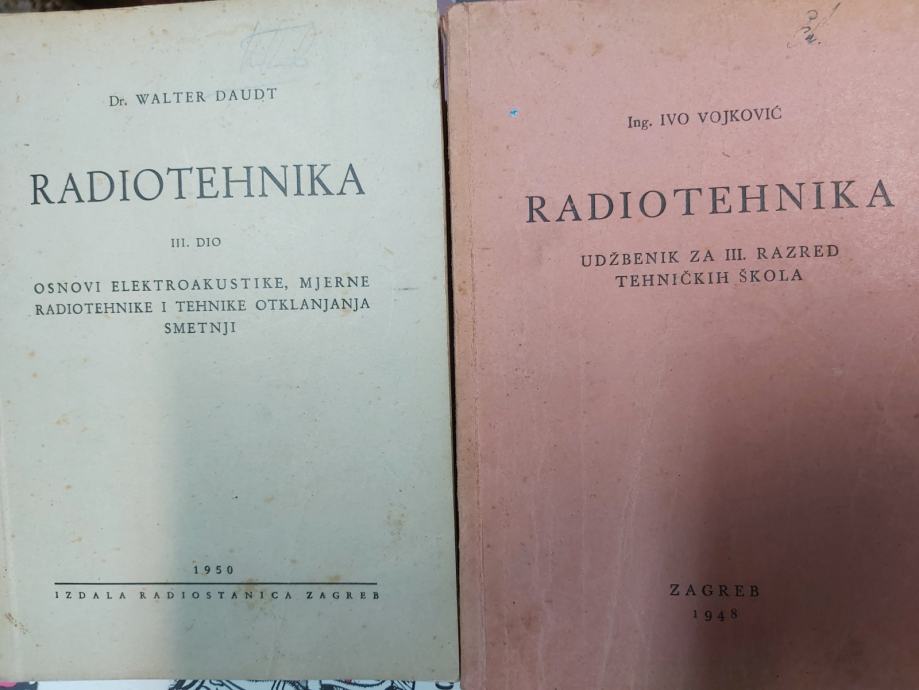 Dr. WALTER DAUDT
RADIOTEHNIKA
III. DIO
OSNOVI ELEKTROAKUSTIKE, MJERNE
RADIOTEHNIKE I TEHNIKE OTKLANJANJA
SMETNJI
1950
IZDALA RADIOSTANICA ZAGREB
Ing. IVO VOJKOVIĆ
RADIOTEHNIKA
UDŽBENIK ZA III. RAZRED
TEHNIČKIH ŠKOLA
ZAGREB
1948